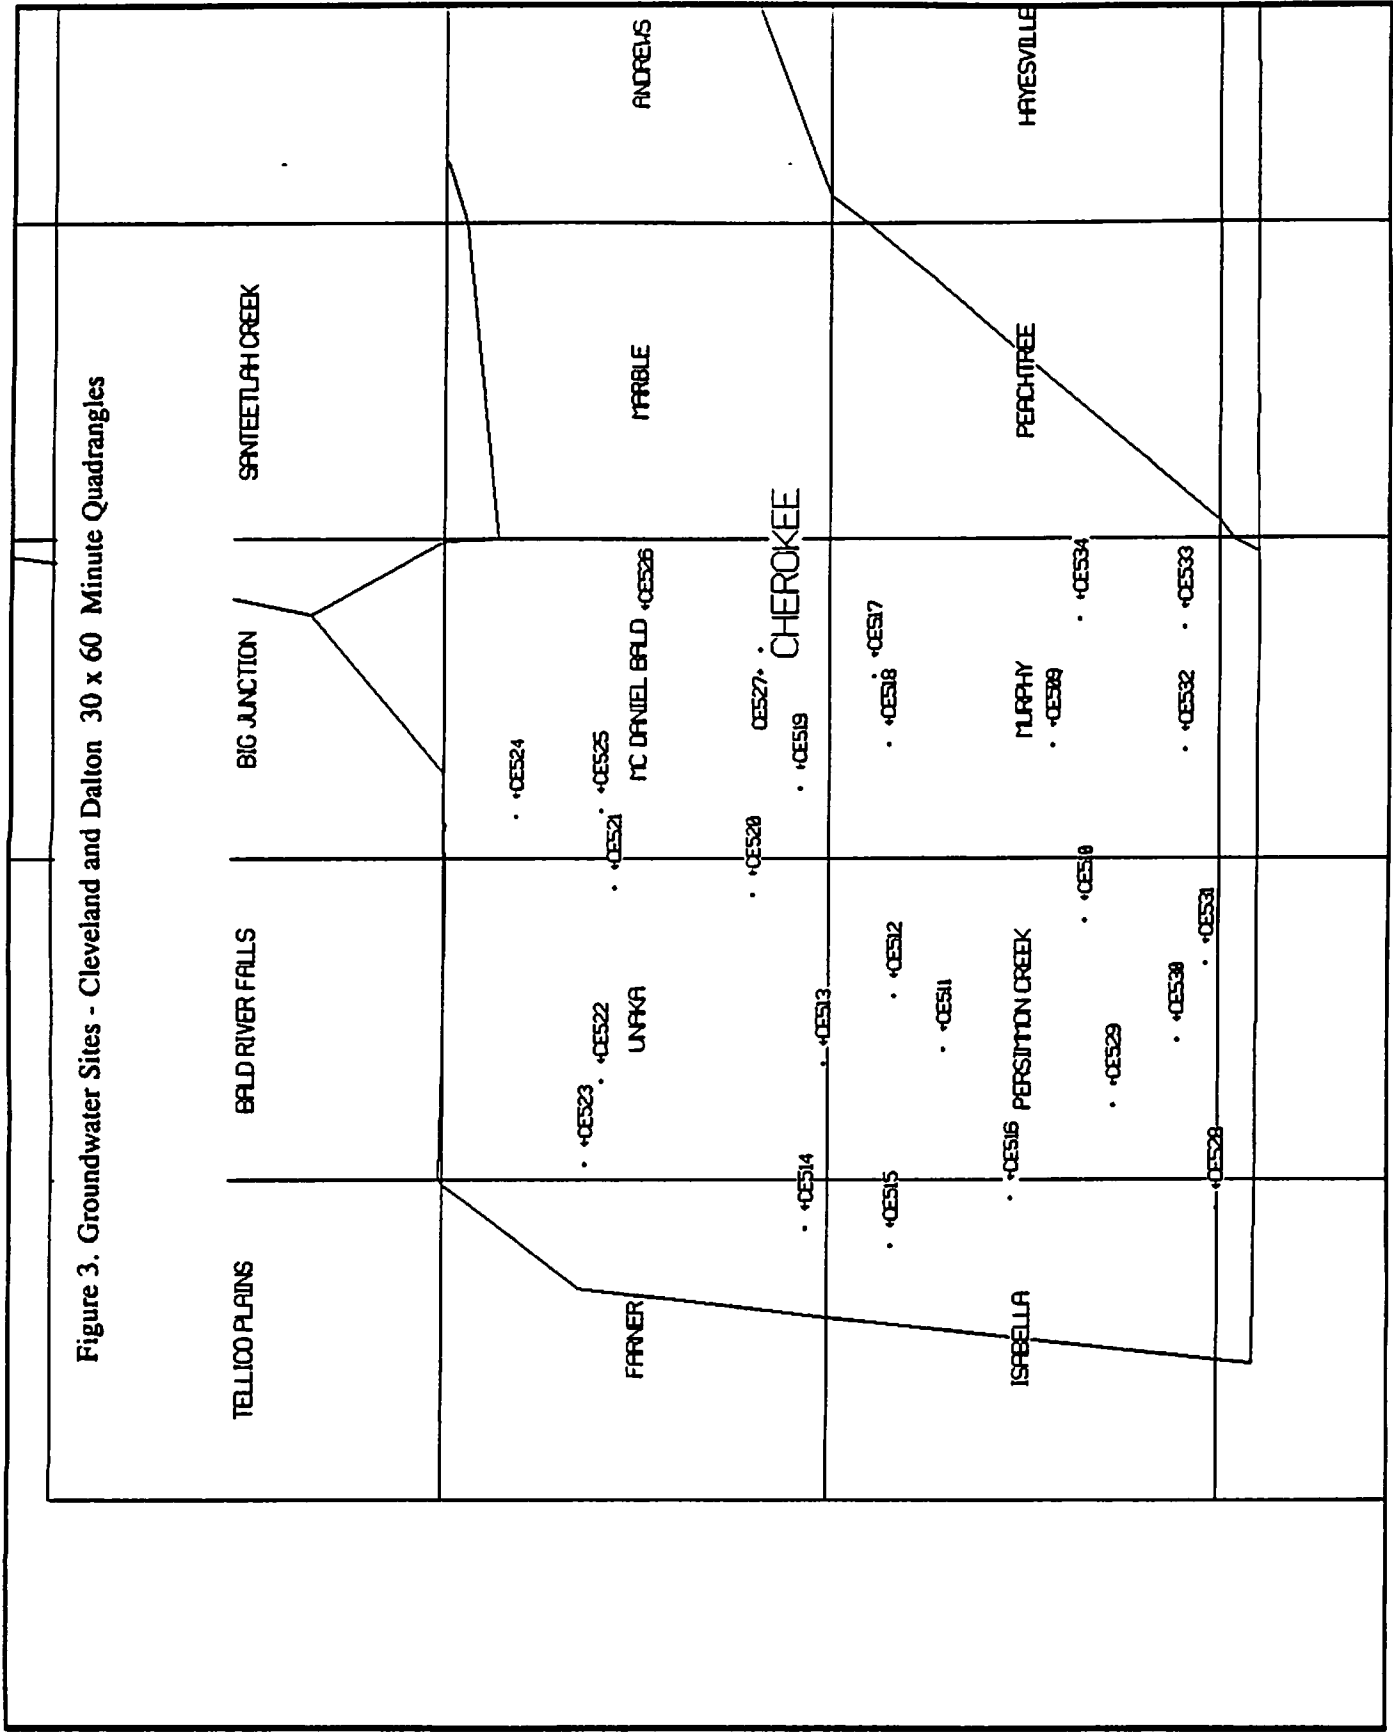 Figure 3. Groundwater Sites - Cleveland and Dalton 30 x 60 Minute Quadrangles
TELLICO PLAINS
BALD RIVER FALLS
BIG JUNCTION
SANTEETLAH CREEK
+CE524
+CE523
+CE522
+CE521
+CE525
FARNER
UNAKA
MC DANIEL BALD
+CE526
MARBLE
ANDREWS
+CE520
CE527+
CHEROKEE
+CE514
+CE513
+CE519
+CE517
+CE515
+CE512
+CE518
+CE511
+CE516
ISABELLA
PERSIMMON CREEK
MURPHY
PEACHTREE
HAYESVILLE
+CE509
+CE510
+CE534
+CE529
+CE530
+CE532
+CE533
+CE531
+CE528